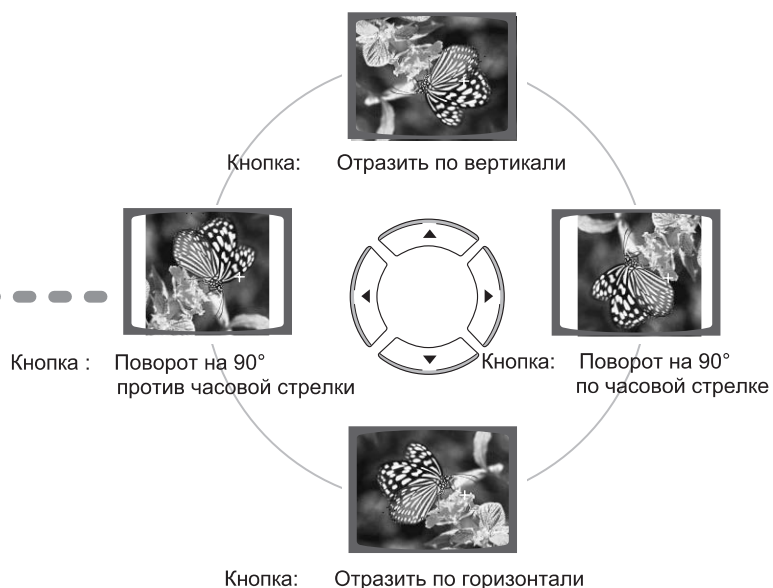 Кнопка: Отразить по вертикали
Кнопка : Поворот на 90°
против часовой стрелки
Кнопка: Поворот на 90°
по часовой стрелке
Кнопка: Отразить по горизонтали